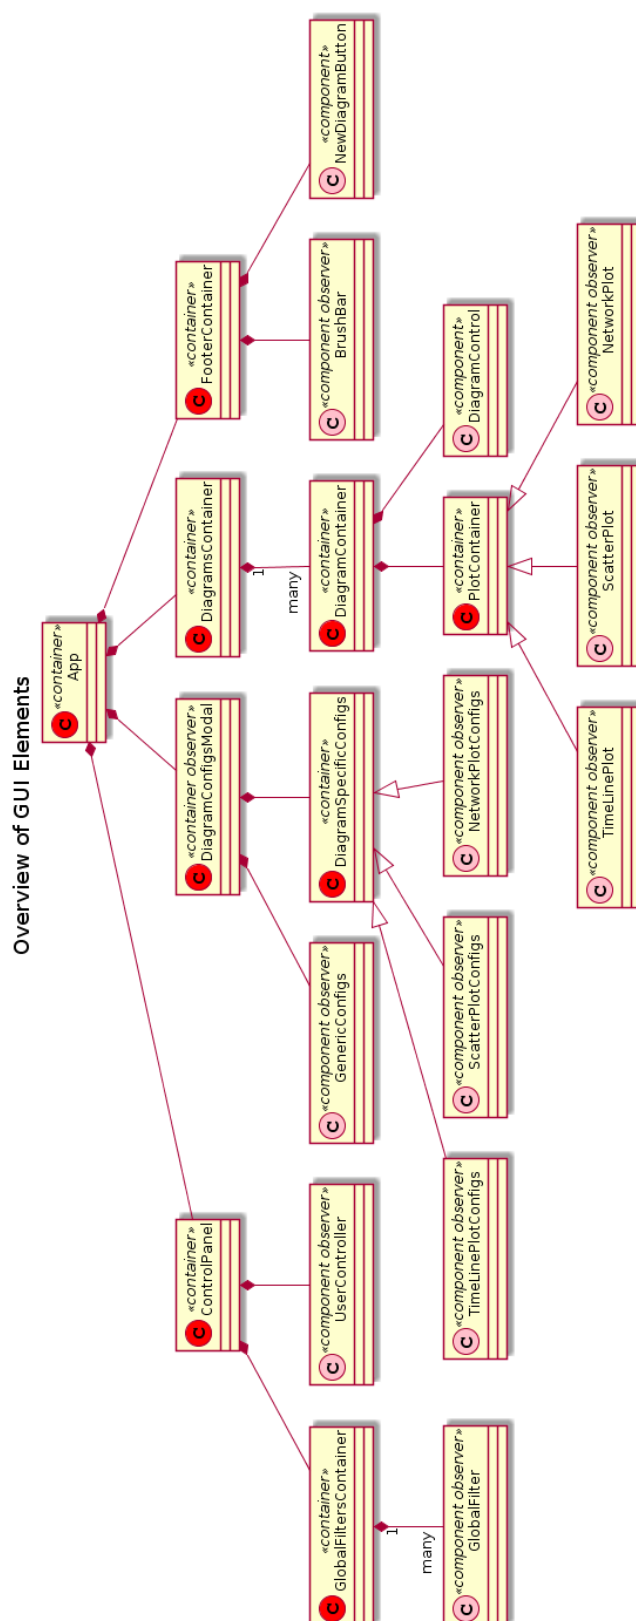 Overview of GUI Elements
«container»
App
C
«container»
ControlPanel
C
«container observer»
DiagramConfigsModal
C
«container»
DiagramsContainer
C
«container»
FooterContainer
C
«container»
GlobalFiltersContainer
C
«component observer»
UserController
C
«component observer»
GenericConfigs
C
«container»
DiagramSpecificConfigs
C
1
many
«container»
DiagramContainer
C
«component observer»
BrushBar
C
«component»
NewDiagramButton
C
1
many
«component observer»
GlobalFilter
C
«component observer»
TimeLinePlotConfigs
C
«component observer»
ScatterPlotConfigs
C
«component observer»
NetworkPlotConfigs
C
«container»
PlotContainer
C
«component»
DiagramControl
C
«component observer»
TimeLinePlot
C
«component observer»
ScatterPlot
C
«component observer»
NetworkPlot
C